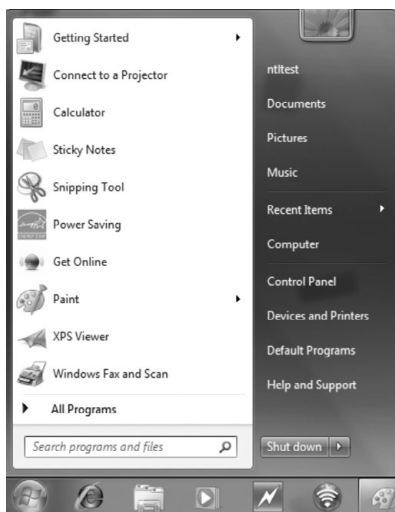 Getting Started
Connect to a Projector
Calculator
Sticky Notes
Snipping Tool
Power Saving
Get Online
Paint
XPS Viewer
Windows Fax and Scan
All Programs
Search programs and files
ntltest
Documents
Pictures
Music
Recent Items
Computer
Control Panel
Devices and Printers
Default Programs
Help and Support
Shut down